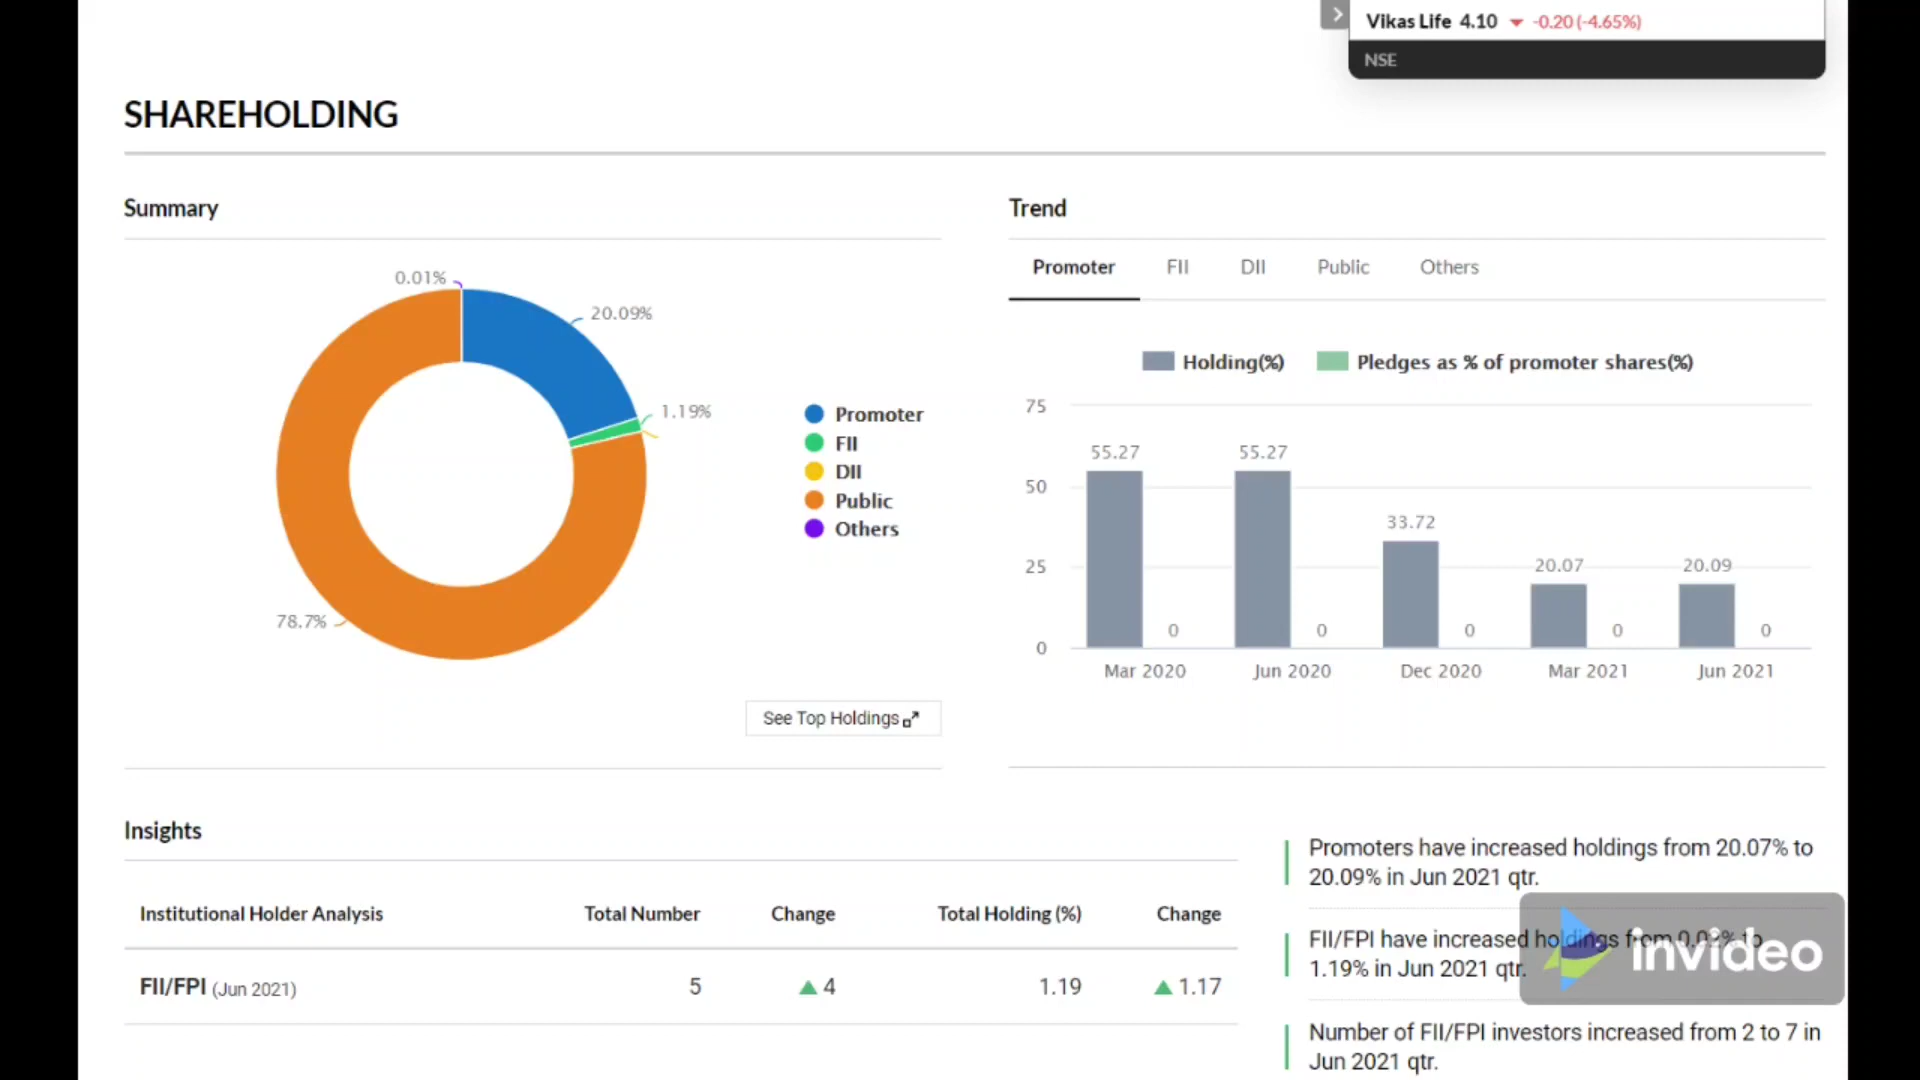 Vikas Life 4.10 -0.20 (-4.65%)
NSE
SHAREHOLDING
Summary
0.01%
20.09%
1.19%
78.7%
Promoter
FII
DII
Public
Others
See Top Holdings
Trend
Promoter FII DII Public Others
Holding(%) Pledges as % of promoter shares(%)
75
50
25
0
55.27 55.27 33.72 20.07 20.09
0 0 0 0 0
Mar 2020 Jun 2020 Dec 2020 Mar 2021 Jun 2021
Insights
Institutional Holder Analysis Total Number Change Total Holding (%) Change
FII/FPI (Jun 2021) 5 4 1.19 1.17
Promoters have increased holdings from 20.07% to
20.09% in Jun 2021 qtr.
FII/FPI have increased holdings from to
1.19% in Jun 2021 qtr.
Number of FII/FPI investors increased from 2 to 7 in
Jun 2021 qtr.
invideo